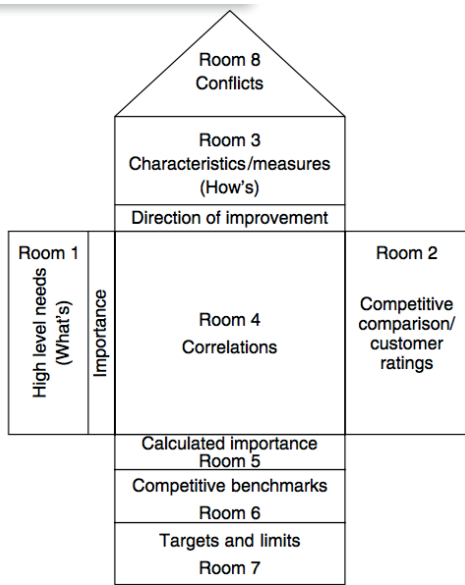 Room 8
Conflicts
Room 3
Characteristics/measures
(How's)
Direction of improvement
Room 1
High level needs
(What's)
Importance
Room 4
Correlations
Room 2
Competitive
comparison/
customer
ratings
Calculated importance
Room 5
Competitive benchmarks
Room 6
Targets and limits
Room 7